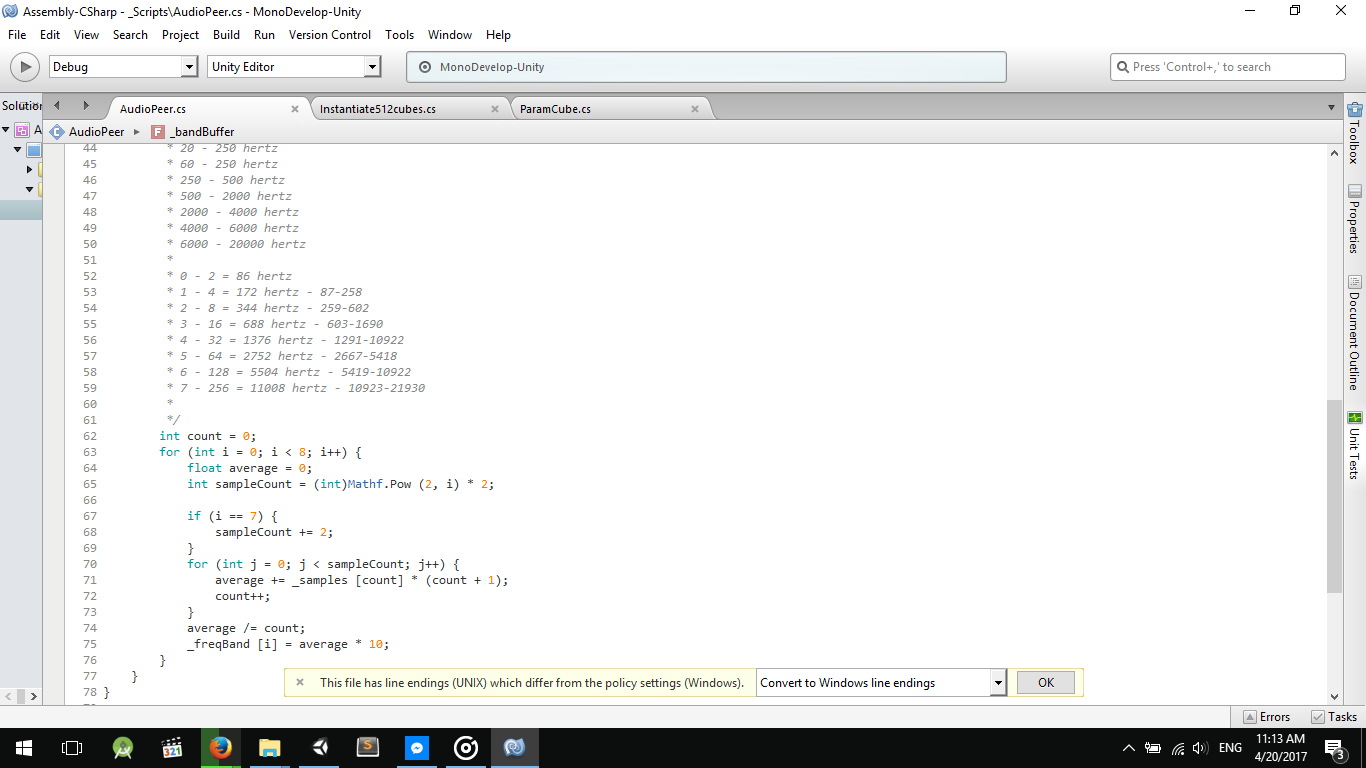 Assembly-CSharp - _Scripts\AudioPeer.cs - MonoDevelop-Unity
File Edit View Search Project Build Run Version Control Tools Window Help
Debug Unity Editor MonoDevelop-Unity Press 'Control+,' to search
AudioPeer.cs Instantiate512cubes.cs ParamCube.cs
AudioPeer F _bandBuffer
44 * 20 - 250 hertz
45 * 60 - 250 hertz
46 * 250 - 500 hertz
47 * 500 - 2000 hertz
48 * 2000 - 4000 hertz
49 * 4000 - 6000 hertz
50 * 6000 - 20000 hertz
51 *
52 * 0 - 2 = 86 hertz
53 * 1 - 4 = 172 hertz - 87-258
54 * 2 - 8 = 344 hertz - 259-602
55 * 3 - 16 = 688 hertz - 603-1690
56 * 4 - 32 = 1376 hertz - 1291-10922
57 * 5 - 64 = 2752 hertz - 2667-5418
58 * 6 - 128 = 5504 hertz - 5419-10922
59 * 7 - 256 = 11008 hertz - 10923-21930
60 *
61 */
62 int count = 0;
63 for (int i = 0; i < 8; i++) {
64 float average = 0;
65 int sampleCount = (int)Mathf.Pow (2, i) * 2;
66
67 if (i == 7) {
68 sampleCount += 2;
69 }
70 for (int j = 0; j < sampleCount; j++) {
71 average += _samples [count] * (count + 1);
72 count++;
73 }
74 average /= count;
75 _freqBand [i] = average * 10;
76 }
77 }
78 }
This file has line endings (UNIX) which differ from the policy settings (Windows). Convert to Windows line endings OK
Toolbox
Properties
Document Outline
Unit Tests
Errors Tasks
321
S
ENG
11:13 AM
4/20/2017
3